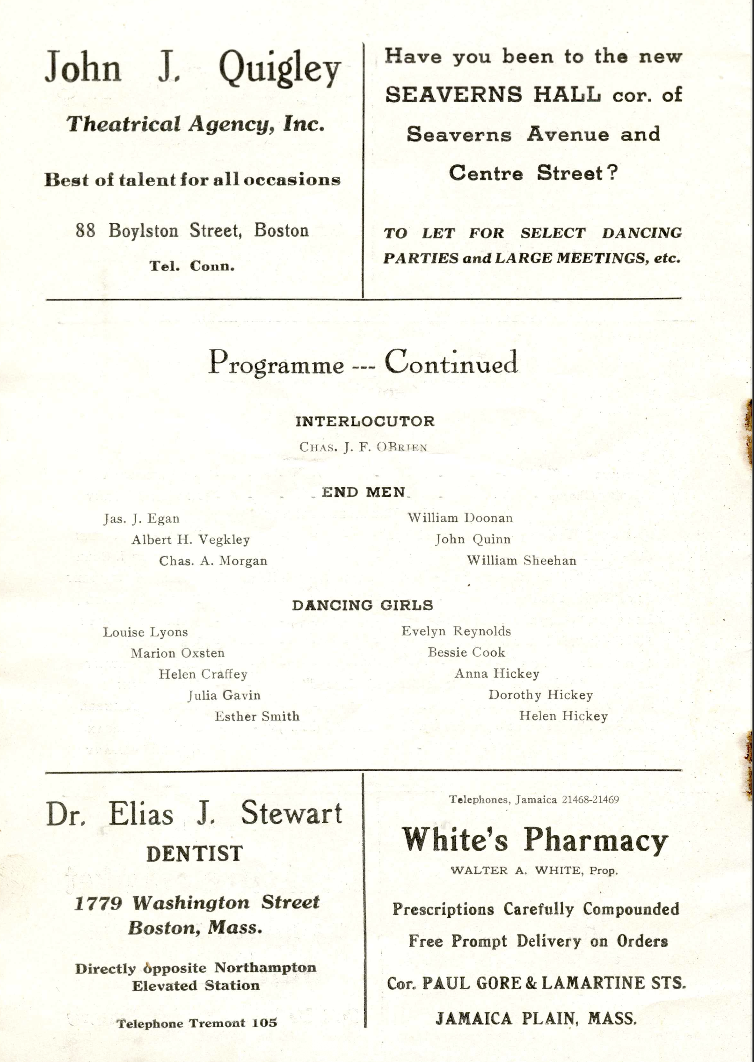 John J. Quigley
Theatrical Agency, Inc.
Best of talent for all occasions
88 Boylston Street, Boston
Tel. Conn.
Have you been to the new
SEAVERNS HALL cor. of
Seaverns Avenue and
Centre Street?
TO LET FOR SELECT DANCING
PARTIES and LARGE MEETINGS, etc.
Programme --- Continued
INTERLOCUTOR
CHAS. J. F. OBRIEN
END MEN
Jas. J. Egan
Albert H. Vegkley
Chas. A. Morgan
William Doonan
John Quinn
William Sheehan
DANCING GIRLS
Louise Lyons
Marion Oxsten
Helen Craffey
Julia Gavin
Esther Smith
Evelyn Reynolds
Bessie Cook
Anna Hickey
Dorothy Hickey
Helen Hickey
Dr. Elias J. Stewart
DENTIST
1779 Washington Street
Boston, Mass.
Directly opposite Northampton
Elevated Station
Telephone Tremont 105
Telephones, Jamaica 21468-21469
White's Pharmacy
WALTER A. WHITE, Prop.
Prescriptions Carefully Compounded
Free Prompt Delivery on Orders
Cor. PAUL GORE & LAMARTINE STS.
JAMAICA PLAIN, MASS.